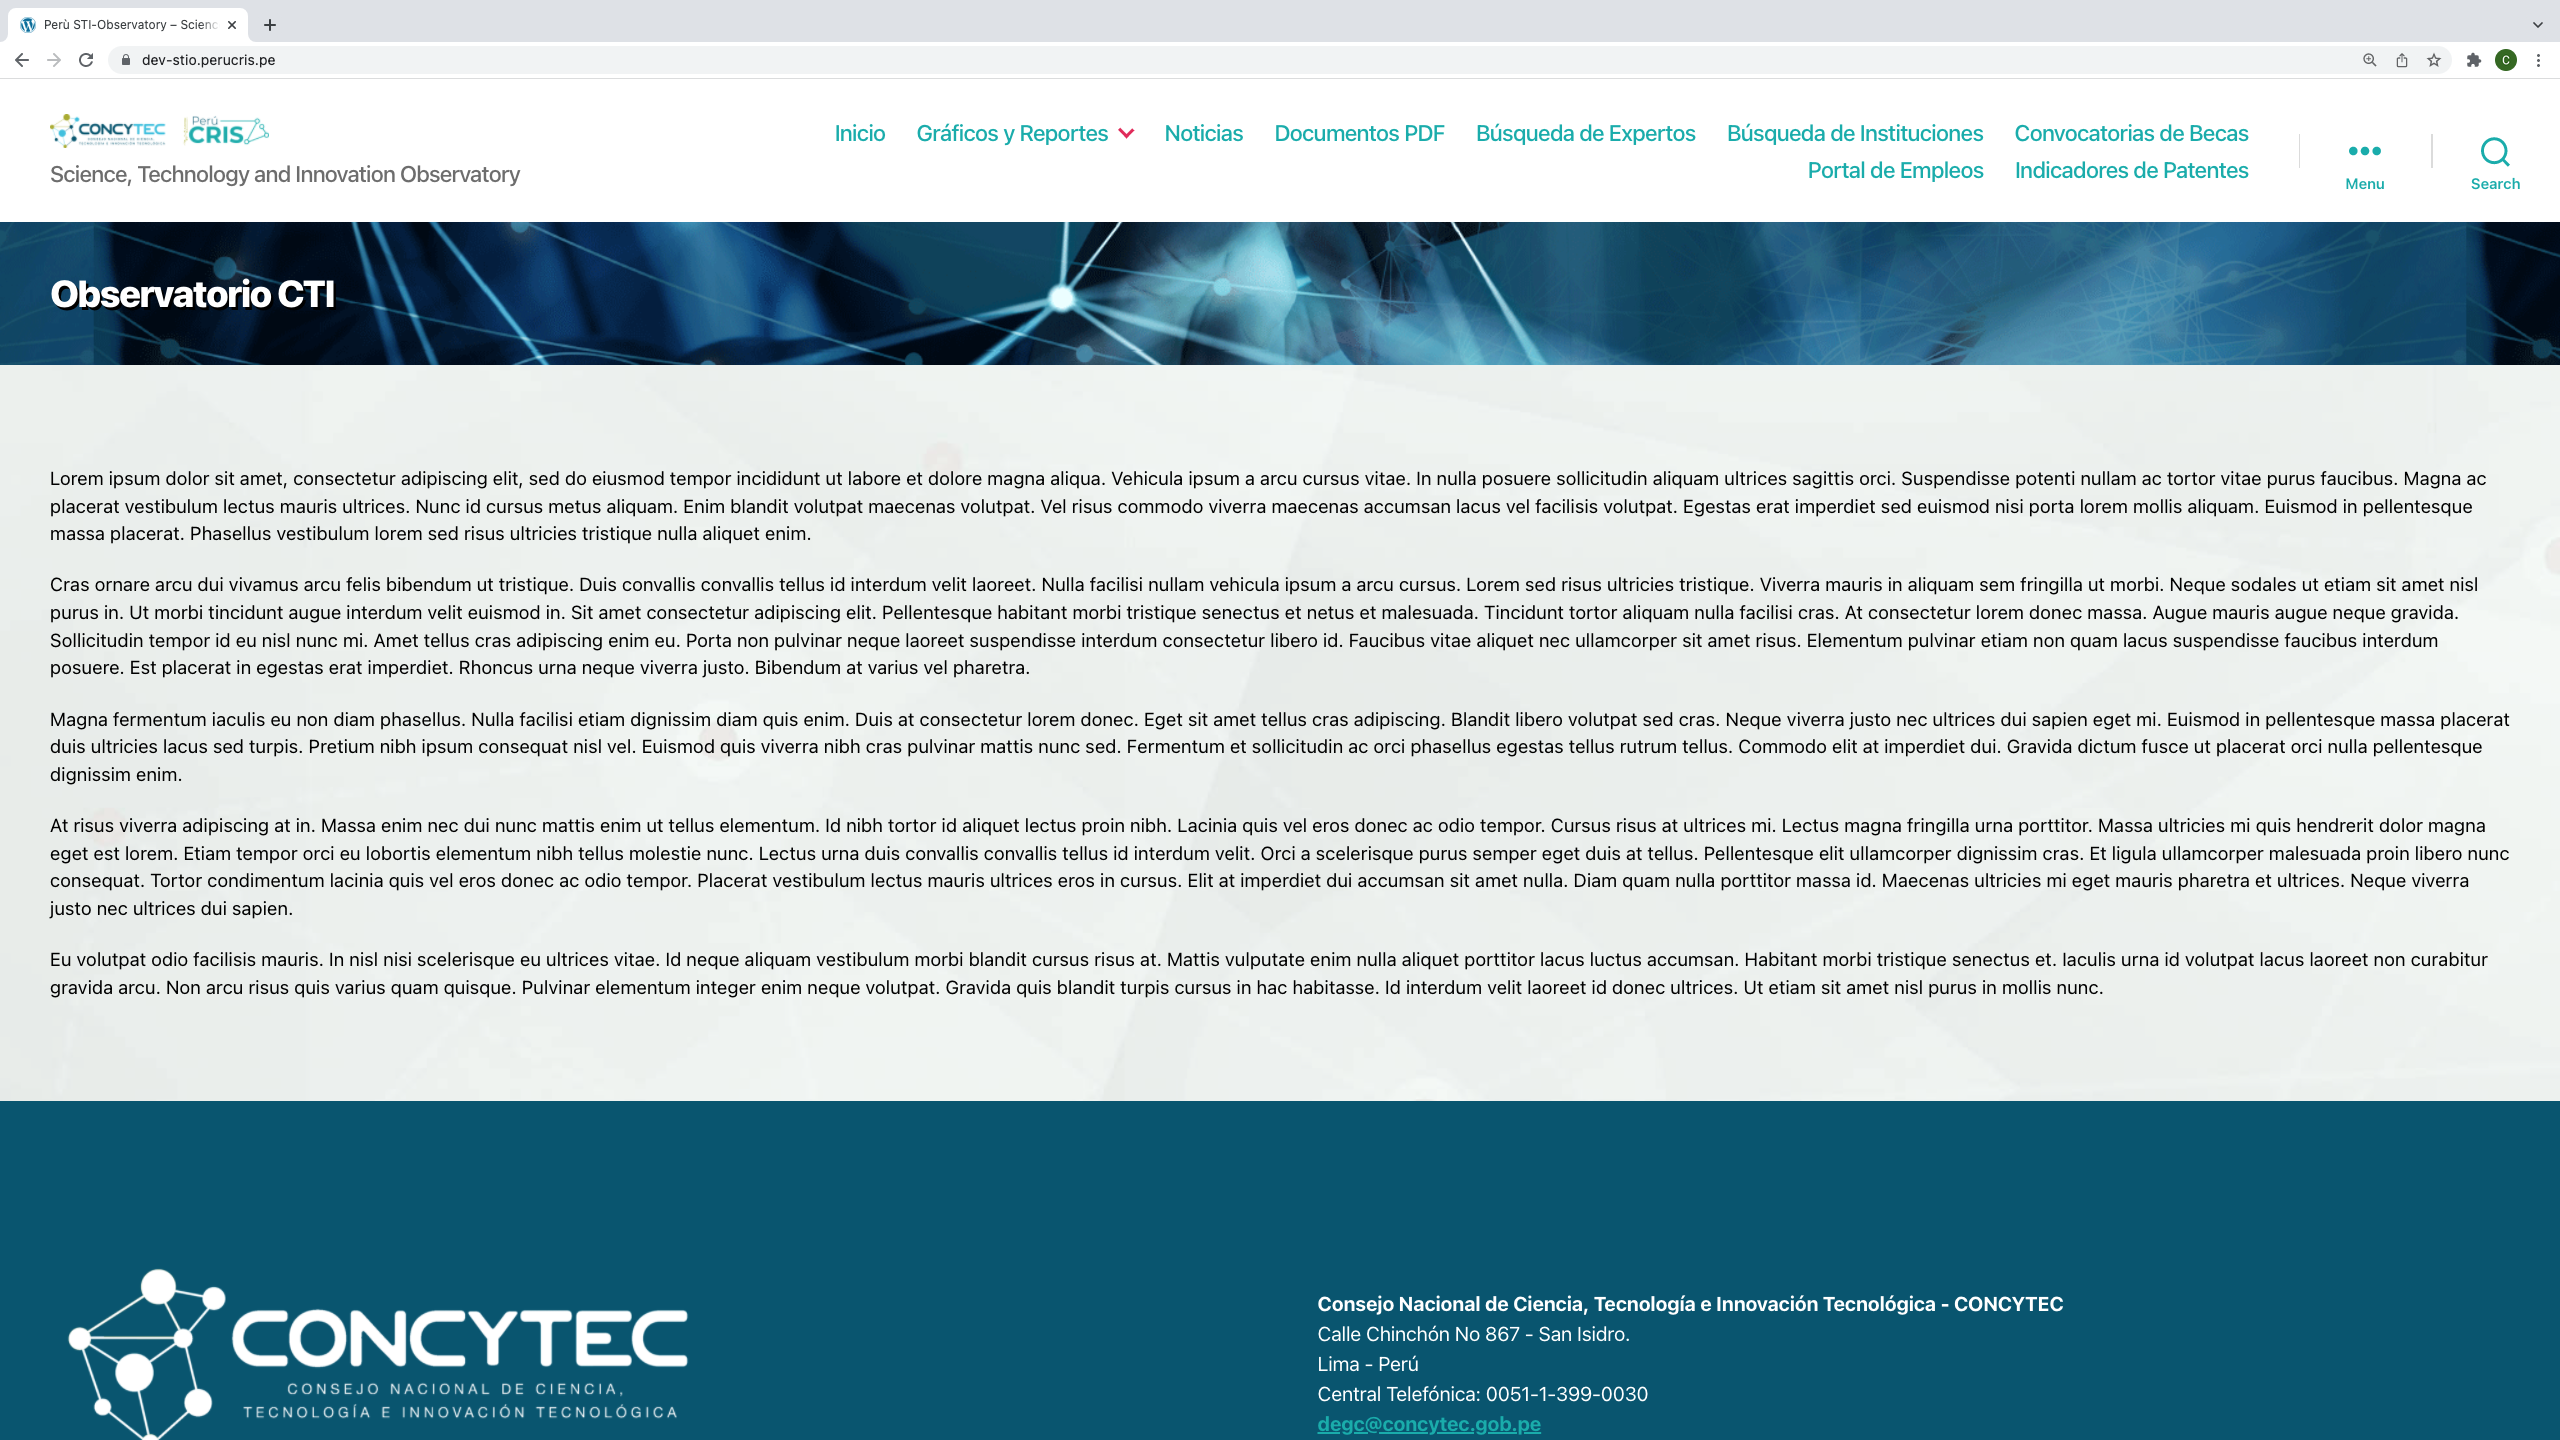 Perù STI-Observatory – Scienc
dev-stio.perucris.pe
C
CONCYTEC
Perú
CRIS
Science, Technology and Innovation Observatory
Inicio Gráficos y Reportes Noticias Documentos PDF Búsqueda de Expertos Búsqueda de Instituciones Convocatorias de Becas
Portal de Empleos Indicadores de Patentes
Menu
Search
Observatorio CTI
Lorem ipsum dolor sit amet, consectetur adipiscing elit, sed do eiusmod tempor incididunt ut labore et dolore magna aliqua. Vehicula ipsum a arcu cursus vitae. In nulla posuere sollicitudin aliquam ultrices sagittis orci. Suspendisse potenti nullam ac tortor vitae purus faucibus. Magna ac
placerat vestibulum lectus mauris ultrices. Nunc id cursus metus aliquam. Enim blandit volutpat maecenas volutpat. Vel risus commodo viverra maecenas accumsan lacus vel facilisis volutpat. Egestas erat imperdiet sed euismod nisi porta lorem mollis aliquam. Euismod in pellentesque
massa placerat. Phasellus vestibulum lorem sed risus ultricies tristique nulla aliquet enim.
Cras ornare arcu dui vivamus arcu felis bibendum ut tristique. Duis convallis convallis tellus id interdum velit laoreet. Nulla facilisi nullam vehicula ipsum a arcu cursus. Lorem sed risus ultricies tristique. Viverra mauris in aliquam sem fringilla ut morbi. Neque sodales ut etiam sit amet nisl
purus in. Ut morbi tincidunt augue interdum velit euismod in. Sit amet consectetur adipiscing elit. Pellentesque habitant morbi tristique senectus et netus et malesuada. Tincidunt tortor aliquam nulla facilisi cras. At consectetur lorem donec massa. Augue mauris augue neque gravida.
Sollicitudin tempor id eu nisl nunc mi. Amet tellus cras adipiscing enim eu. Porta non pulvinar neque laoreet suspendisse interdum consectetur libero id. Faucibus vitae aliquet nec ullamcorper sit amet risus. Elementum pulvinar etiam non quam lacus suspendisse faucibus interdum
posuere. Est placerat in egestas erat imperdiet. Rhoncus urna neque viverra justo. Bibendum at varius vel pharetra.
Magna fermentum iaculis eu non diam phasellus. Nulla facilisi etiam dignissim diam quis enim. Duis at consectetur lorem donec. Eget sit amet tellus cras adipiscing. Blandit libero volutpat sed cras. Neque viverra justo nec ultrices dui sapien eget mi. Euismod in pellentesque massa placerat
duis ultricies lacus sed turpis. Pretium nibh ipsum consequat nisl vel. Euismod quis viverra nibh cras pulvinar mattis nunc sed. Fermentum et sollicitudin ac orci phasellus egestas tellus rutrum tellus. Commodo elit at imperdiet dui. Gravida dictum fusce ut placerat orci nulla pellentesque
dignissim enim.
At risus viverra adipiscing at in. Massa enim nec dui nunc mattis enim ut tellus elementum. Id nibh tortor id aliquet lectus proin nibh. Lacinia quis vel eros donec ac odio tempor. Cursus risus at ultrices mi. Lectus magna fringilla urna porttitor. Massa ultricies mi quis hendrerit dolor magna
eget est lorem. Etiam tempor orci eu lobortis elementum nibh tellus molestie nunc. Lectus urna duis convallis convallis tellus id interdum velit. Orci a scelerisque purus semper eget duis at tellus. Pellentesque elit ullamcorper dignissim cras. Et ligula ullamcorper malesuada proin libero nunc
consequat. Tortor condimentum lacinia quis vel eros donec ac odio tempor. Placerat vestibulum lectus mauris ultrices eros in cursus. Elit at imperdiet dui accumsan sit amet nulla. Diam quam nulla porttitor massa id. Maecenas ultricies mi eget mauris pharetra et ultrices. Neque viverra
justo nec ultrices dui sapien.
Eu volutpat odio facilisis mauris. In nisl nisi scelerisque eu ultrices vitae. Id neque aliquam vestibulum morbi blandit cursus risus at. Mattis vulputate enim nulla aliquet porttitor lacus luctus accumsan. Habitant morbi tristique senectus et. Iaculis urna id volutpat lacus laoreet non curabitur
gravida arcu. Non arcu risus quis varius quam quisque. Pulvinar elementum integer enim neque volutpat. Gravida quis blandit turpis cursus in hac habitasse. Id interdum velit laoreet id donec ultrices. Ut etiam sit amet nisl purus in mollis nunc.
CONCYTEC
CONSEJO NACIONAL DE CIENCIA,
TECNOLOGÍA E INNOVACIÓN TECNOLÓGICA
Consejo Nacional de Ciencia, Tecnología e Innovación Tecnológica - CONCYTEC
Calle Chinchón No 867 - San Isidro.
Lima - Perú
Central Telefónica: 0051-1-399-0030
degc@concytec.gob.pe